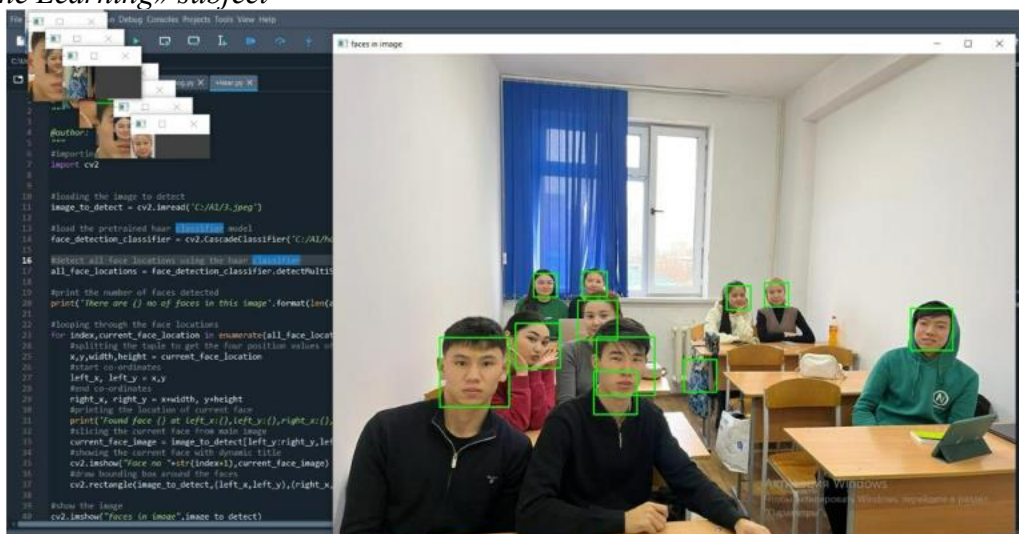 ne Learning» subject
File
Debug Consoles Projects Tools View Help
faces in image
@author:
import cv2
#loading the image to detect
image_to_detect = cv2.imread('C:/AI/3.jpeg')
#load the pretrained haar classifier model
face_detection_classifier = cv2.CascadeClassifier('C:/AI/ha
#detect all face locations using the haar classifier
all_face_locations = face_detection_classifier.detectMultiS
#print the number of faces detected
print('There are {} no of faces in this image'.format(len(a
#looping through the face locations
for index,current_face_location in enumerate(all_face_locat
#splitting the tuple to get the four position values of
x,y,width,height = current_face_location
#start co-ordinates
left_x, left_y = x,y
#end co-ordinates
right_x, right_y = x+width, y+height
#printing the location of current face
print('Found face {} at left_x:{},left_y:{},right_x:{},
#slicing the current face from main image
current_face_image = image_to_detect[left_y:right_y,lef
#showing the current face with dynamic title
cv2.imshow("Face no "+str(index+1),current_face_image)
#draw bounding box around the faces
cv2.rectangle(image_to_detect,(left_x,left_y),(right_x,
#show the image
cv2.imshow("faces in image",image_to_detect)
Активация Windows
Чтобы активировать Windows, перейдите в раздел
"Параметры"